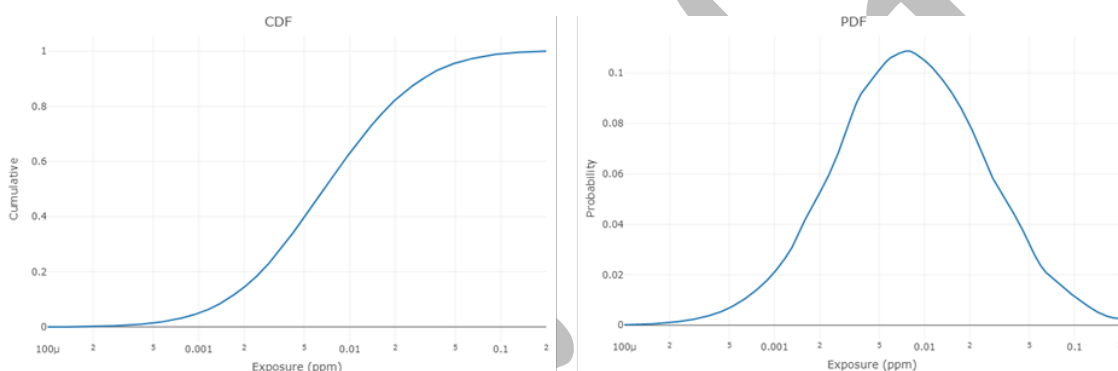 CDF
Cumulative
1
0.8
0.6
0.4
0.2
0
100μ 2 5 0.001 2 5 0.01 2 5 0.1 2
Exposure (ppm)
PDF
Probability
0.1
0.08
0.06
0.04
0.02
0
100μ 2 5 0.001 2 5 0.01 2 5 0.1
Exposure (ppm)